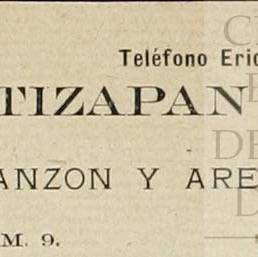 Teléfono Eric
TIZAPAN
ANZON Y ARE
M. 9.